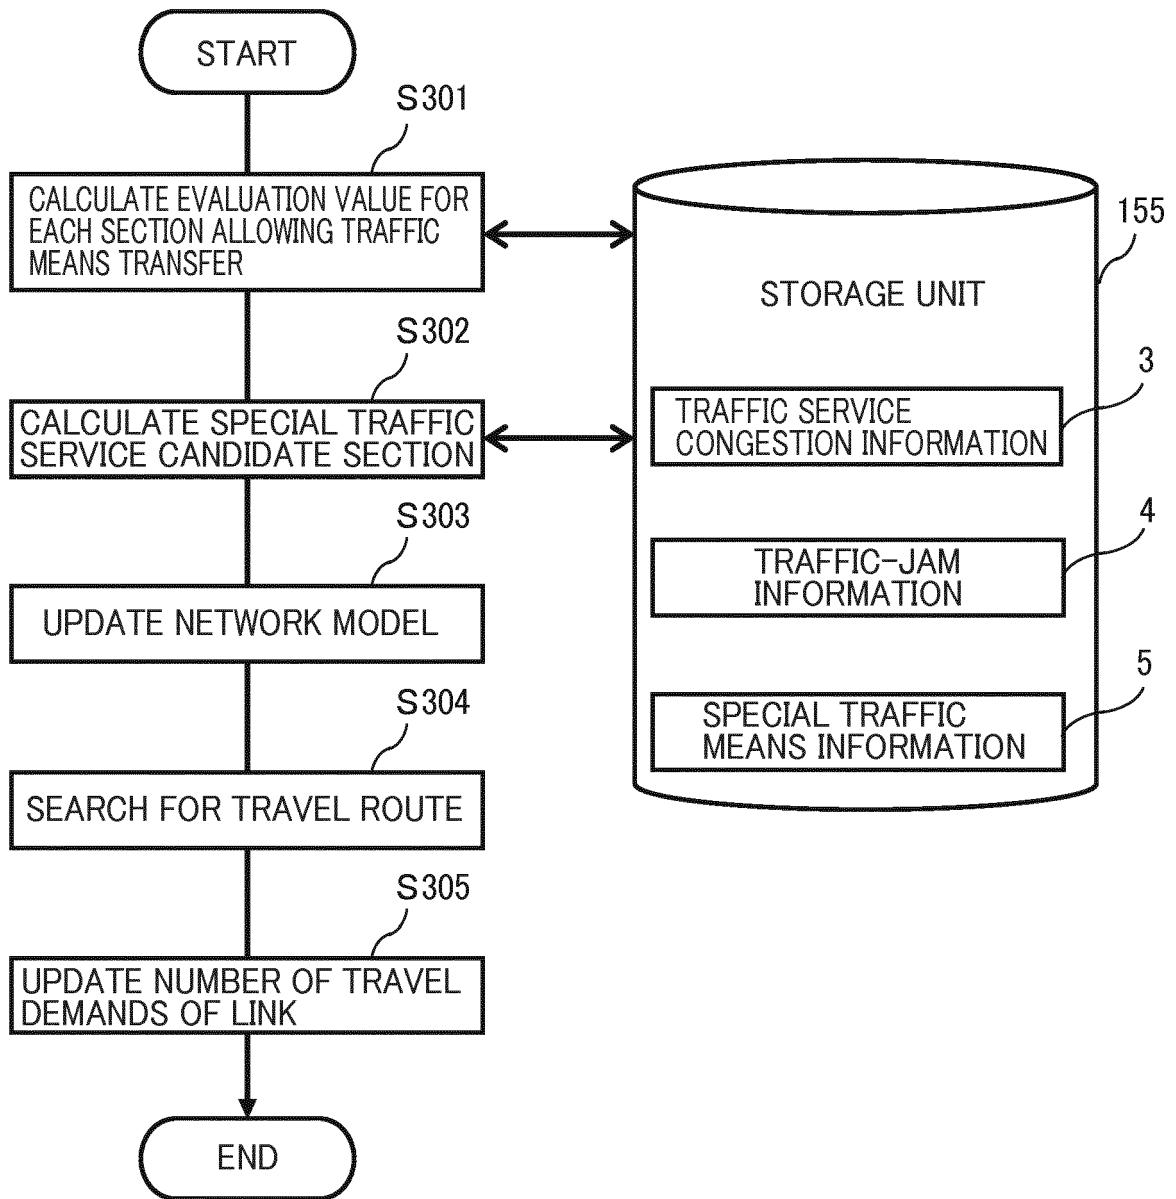 START
S301
CALCULATE EVALUATION VALUE FOR
EACH SECTION ALLOWING TRAFFIC
MEANS TRANSFER
S302
CALCULATE SPECIAL TRAFFIC
SERVICE CANDIDATE SECTION
S303
UPDATE NETWORK MODEL
S304
SEARCH FOR TRAVEL ROUTE
S305
UPDATE NUMBER OF TRAVEL
DEMANDS OF LINK
END
155
STORAGE UNIT
3
TRAFFIC SERVICE
CONGESTION INFORMATION
4
TRAFFIC-JAM
INFORMATION
5
SPECIAL TRAFFIC
MEANS INFORMATION